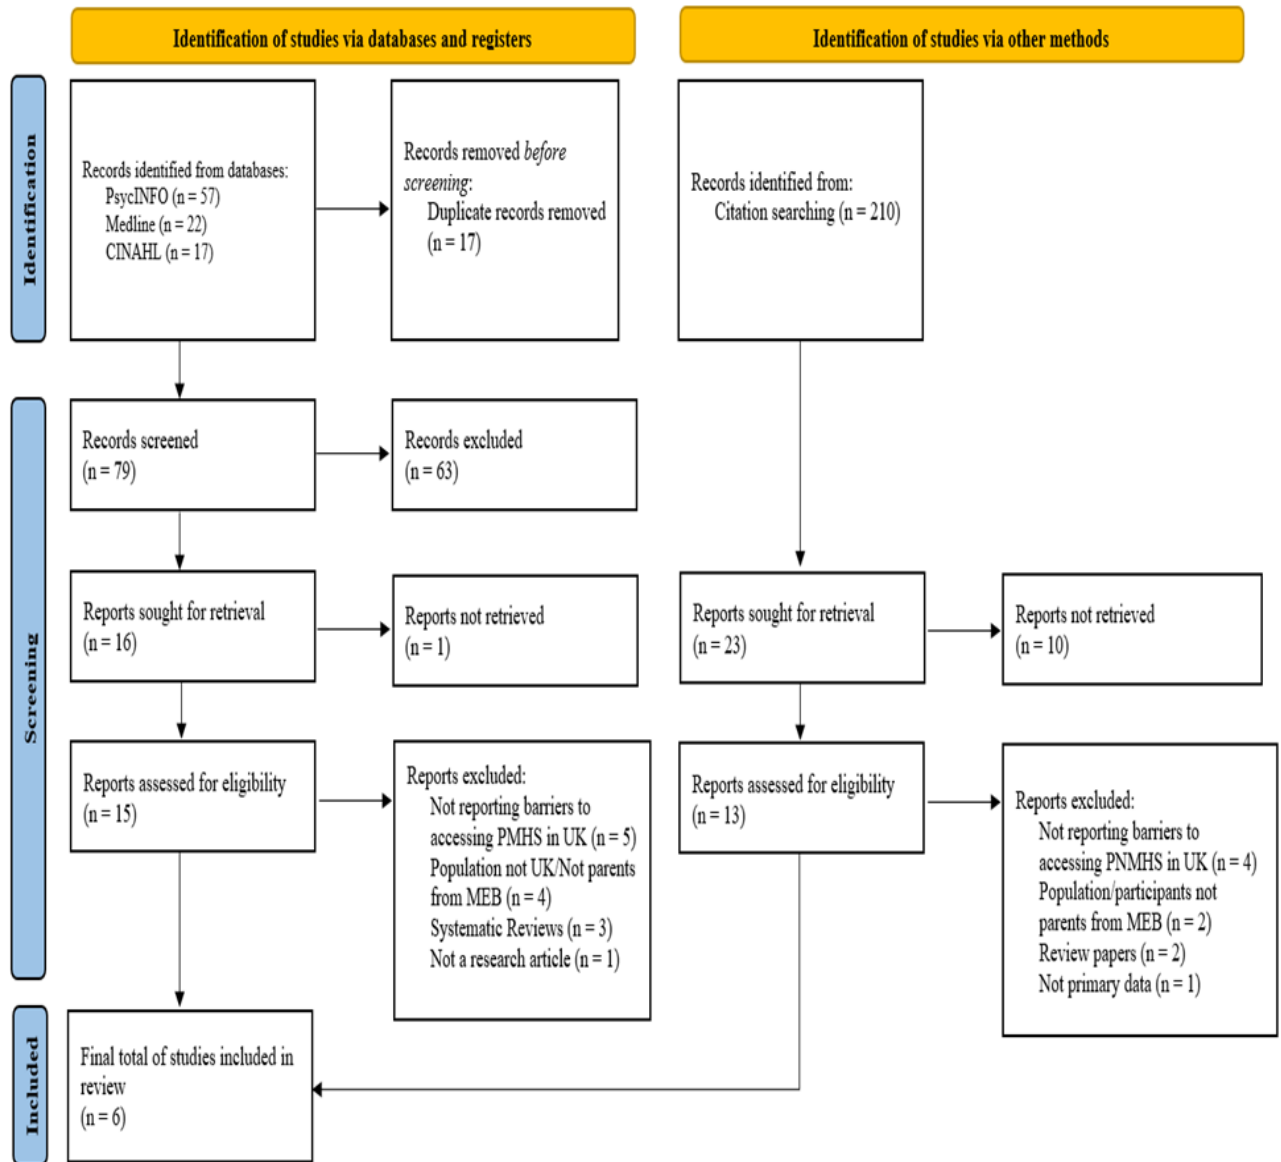 Identification of studies via databases and registers
Identification of studies via other methods
Identification
Records identified from databases:
PsycINFO (n = 57)
Medline (n = 22)
CINAHL (n = 17)
Records removed before
screening:
Duplicate records removed
(n = 17)
Records identified from:
Citation searching (n = 210)
Screening
Records screened
(n = 79)
Records excluded
(n = 63)
Reports sought for retrieval
(n = 16)
Reports not retrieved
(n = 1)
Reports sought for retrieval
(n = 23)
Reports not retrieved
(n = 10)
Reports assessed for eligibility
(n = 15)
Reports excluded:
Not reporting barriers to
accessing PMHS in UK (n = 5)
Population not UK/Not parents
from MEB (n = 4)
Systematic Reviews (n = 3)
Not a research article (n = 1)
Reports assessed for eligibility
(n = 13)
Reports excluded:
Not reporting barriers to
accessing PNMHS in UK (n = 4)
Population/participants not
parents from MEB (n = 2)
Review papers (n = 2)
Not primary data (n = 1)
Included
Final total of studies included in
review
(n = 6)